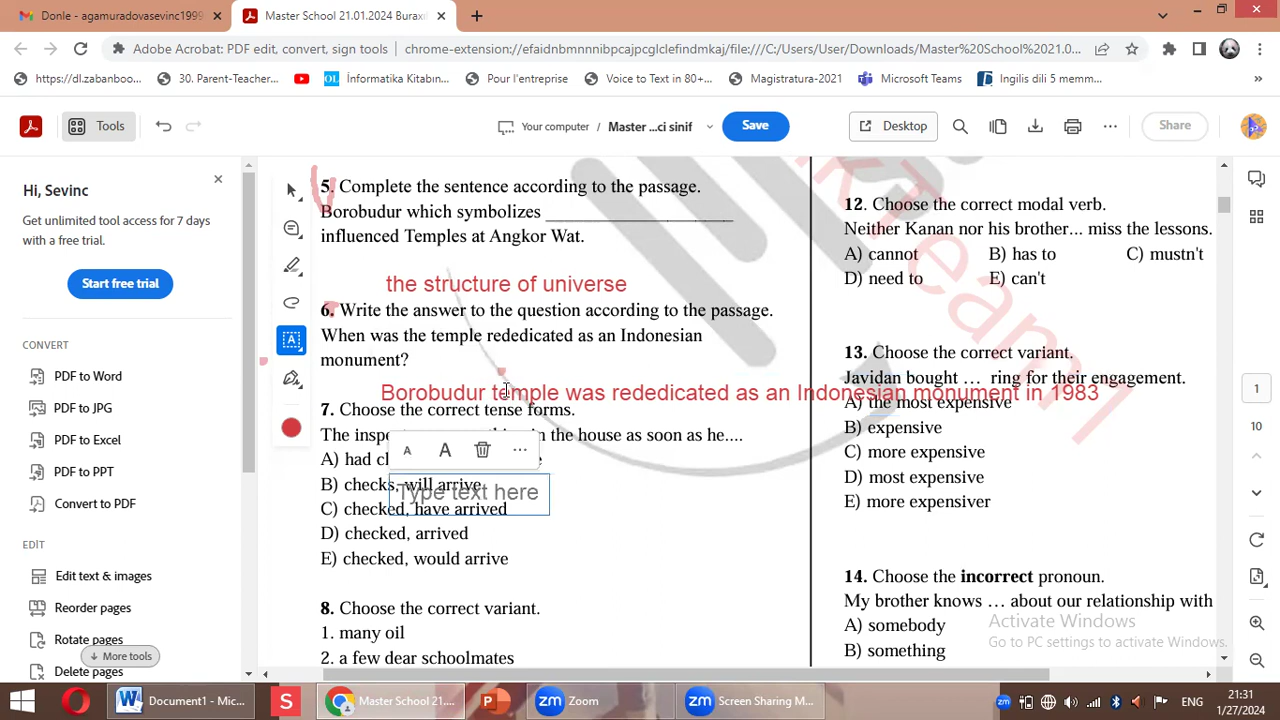 Donle - agamuradovasevinc1999
Master School 21.01.2024 Burax
Adobe Acrobat: PDF edit, convert, sign tools | chrome-extension://efaidnbmnnnibpcajpcglclefindmkaj/file:///C:/Users/User/Downloads/Master%20School%2021.0...
https://dl.zabanboo...
30. Parent-Teacher...
İnformatika Kitabın...
Pour l'entreprise
Voice to Text in 80+...
Magistratura-2021
Microsoft Teams
Ingilis dili 5 memm...
Tools
Your computer / Master ...ci sinif
Save
Desktop
Share
Hi, Sevinc
Get unlimited tool access for 7 days
with a free trial.
Start free trial
CONVERT
PDF to Word
PDF to JPG
PDF to Excel
PDF to PPT
Convert to PDF
EDİT
Edit text & images
Reorder pages
Rotate pages
More tools
Delete pages
5. Complete the sentence according to the passage.
Borobudur which symbolizes ____________________
influenced Temples at Angkor Wat.
the structure of universe
6. Write the answer to the question according to the passage.
When was the temple rededicated as an Indonesian
monument?
Borobudur temple was rededicated as an Indonesian monument in 1983
7. Choose the correct tense forms.
The in the house as soon as he....
A) had
B) checks, will arrive
Type text here
C) checked, have arrived
D) checked, arrived
E) checked, would arrive
8. Choose the correct variant.
1. many oil
2. a few dear schoolmates
12. Choose the correct modal verb.
Neither Kanan nor his brother... miss the lessons.
A) cannot B) has to C) mustn't
D) need to E) can't
13. Choose the correct variant.
Javidan bought … ring for their engagement.
A) the most expensive
B) expensive
C) more expensive
D) most expensive
E) more expensiver
14. Choose the incorrect pronoun.
My brother knows … about our relationship with
A) somebody
B) something
Activate Windows
Go to PC settings to activate Windows.
1
10
Document1 - Mic...
Master School 21....
Zoom
Screen Sharing M...
ENG
21:31
1/27/2024